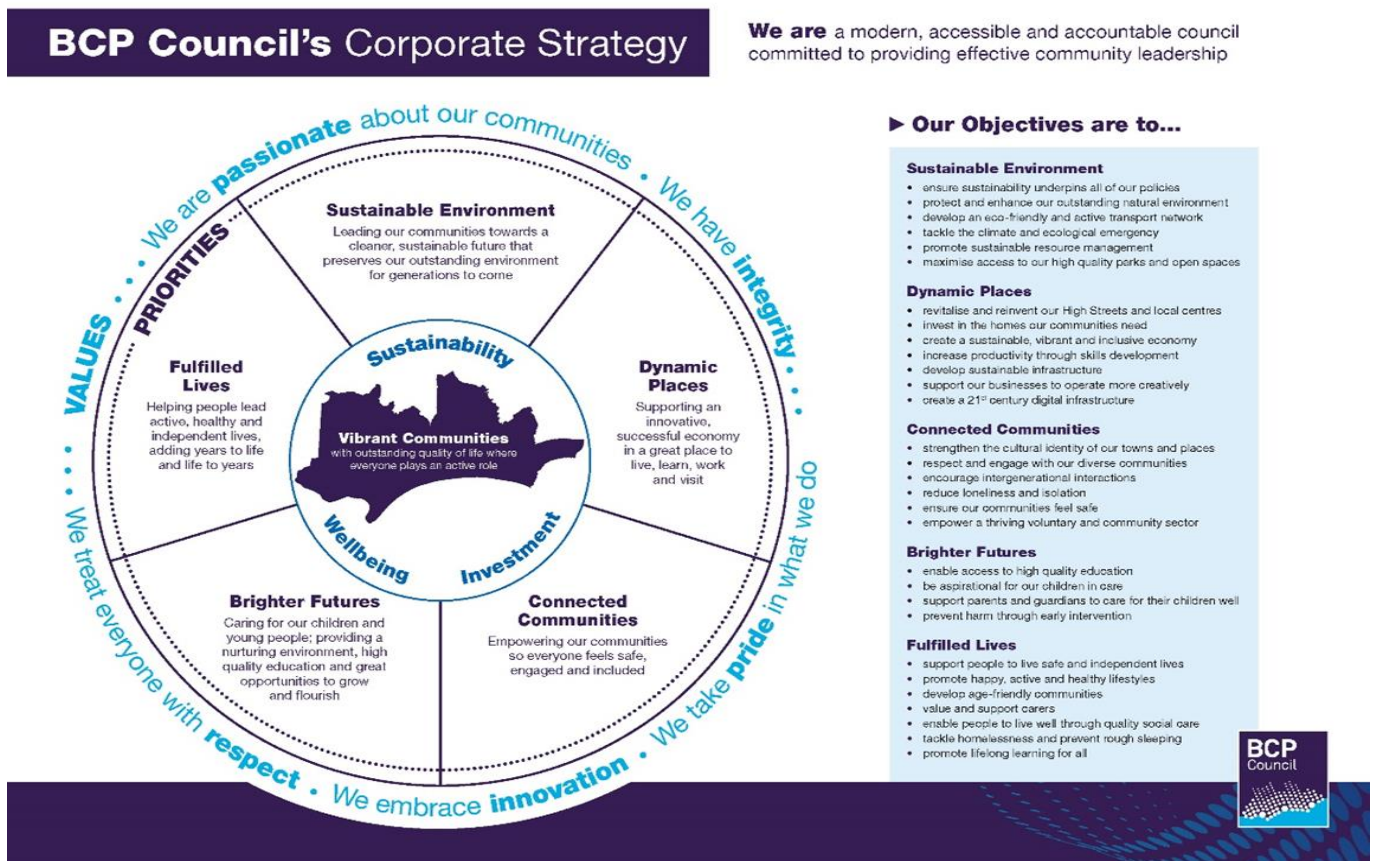 BCP Council's Corporate Strategy
We are a modern, accessible and accountable council
committed to providing effective community leadership
VALUES
We are passionate about our communities
We have integrity
We take pride in what we do
We embrace innovation
We treat everyone with respect
PRIORITIES
Sustainable Environment
Leading our communities towards a
cleaner, sustainable future that
preserves our outstanding environment
for generations to come
Dynamic
Places
Supporting an
innovative,
successful economy
in a great place to
live, learn, work
and visit
Connected
Communities
Empowering our communities
so everyone feels safe,
engaged and included
Brighter Futures
Caring for our children and
young people; providing a
nurturing environment, high
quality education and great
opportunities to grow
and flourish
Fulfilled
Lives
Helping people lead
active, healthy and
independent lives,
adding years to life
and life to years
Sustainability
Vibrant Communities
with outstanding quality of life where
everyone plays an active role
Wellbeing
Investment
► Our Objectives are to...
Sustainable Environment
• ensure sustainability underpins all of our policies
• protect and enhance our outstanding natural environment
• develop an eco-friendly and active transport network
• tackle the climate and ecological emergency
• promote sustainable resource management
• maximise access to our high quality parks and open spaces
Dynamic Places
• revitalise and reinvent our High Streets and local centres
• invest in the homes our communities need
• create a sustainable, vibrant and inclusive economy
• increase productivity through skills development
• develop sustainable infrastructure
• support our businesses to operate more creatively
• create a 21st century digital infrastructure
Connected Communities
• strengthen the cultural identity of our towns and places
• respect and engage with our diverse communities
• encourage intergenerational interactions
• reduce loneliness and isolation
• ensure our communities feel safe
• empower a thriving voluntary and community sector
Brighter Futures
• enable access to high quality education
• be aspirational for our children in care
• support parents and guardians to care for their children well
• prevent harm through early intervention
Fulfilled Lives
• support people to live safe and independent lives
• promote happy, active and healthy lifestyles
• develop age-friendly communities
• value and support carers
• enable people to live well through quality social care
• tackle homelessness and prevent rough sleeping
• promote lifelong learning for all
BCP
Council